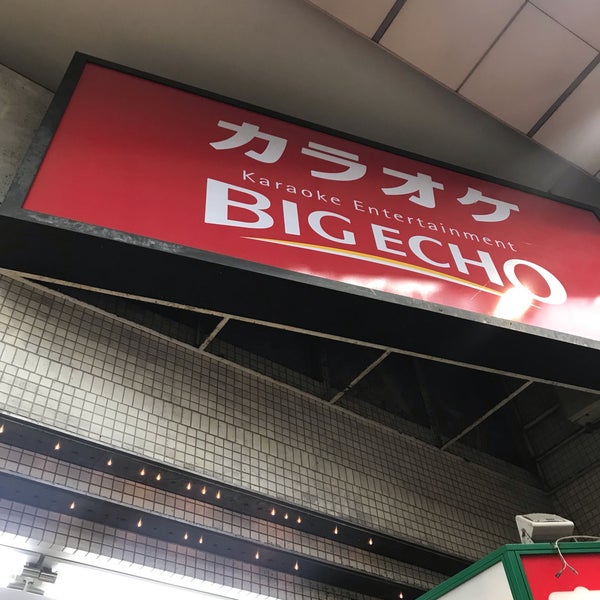 カラオケ
Karaoke Entertainment
BIG ECHO